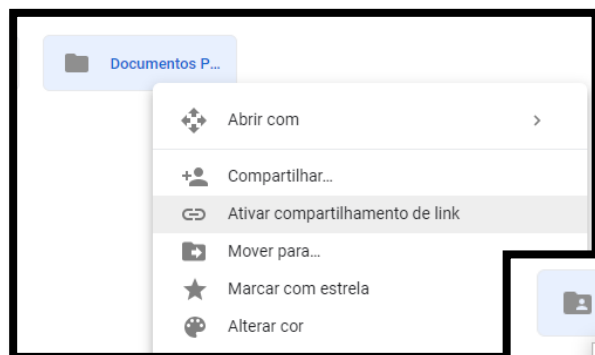 Documentos P...
Abrir com
Compartilhar...
Ativar compartilhamento de link
Mover para...
Marcar com estrela
Alterar cor